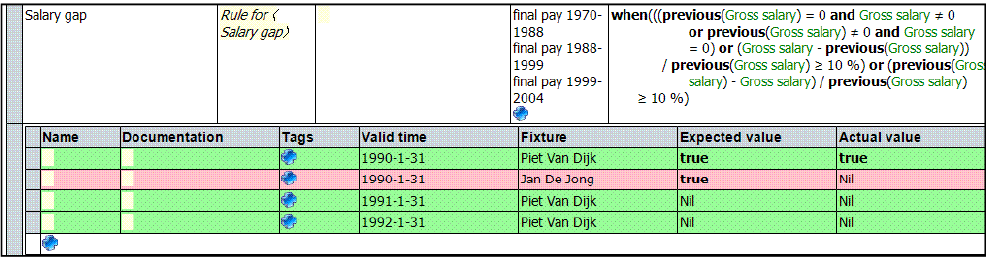 Salary gap
Rule for ⟨
Salary gap⟩
final pay 1970-
1988
final pay 1988-
1999
final pay 1999-
2004
when(((previous(Gross salary) = 0 and Gross salary ≠ 0
or previous(Gross salary) ≠ 0 and Gross salary
= 0) or (Gross salary - previous(Gross salary))
/ previous(Gross salary) ≥ 10 %) or (previous(Gross
salary) - Gross salary) / previous(Gross salary)
≥ 10 %)
Name Documentation Tags Valid time Fixture Expected value Actual value
1990-1-31 Piet Van Dijk true true
1990-1-31 Jan De Jong true Nil
1991-1-31 Piet Van Dijk Nil Nil
1992-1-31 Piet Van Dijk Nil Nil